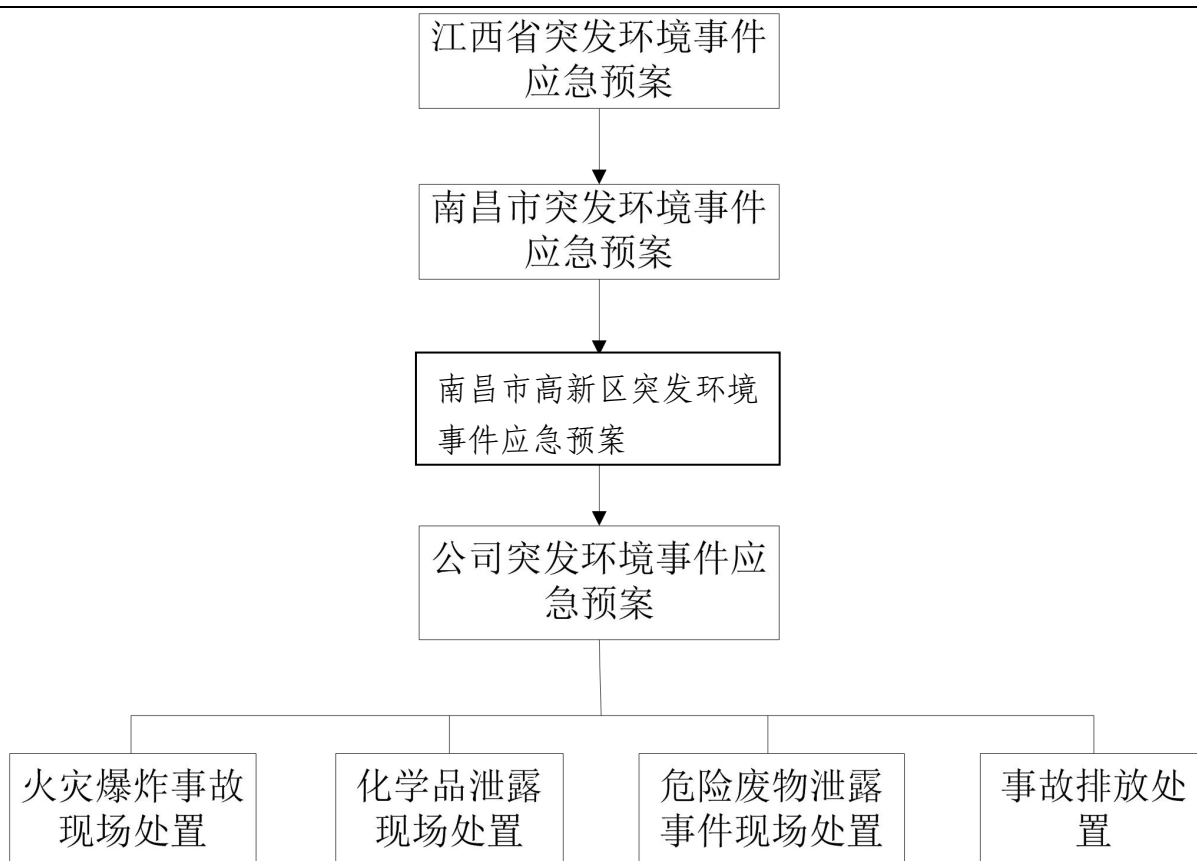 江西省突发环境事件
应急预案
南昌市突发环境事件
应急预案
南昌市高新区突发环境
事件应急预案
公司突发环境事件应
急预案
火灾爆炸事故
现场处置
化学品泄露
现场处置
危险废物泄露
事件现场处置
事故排放处
置